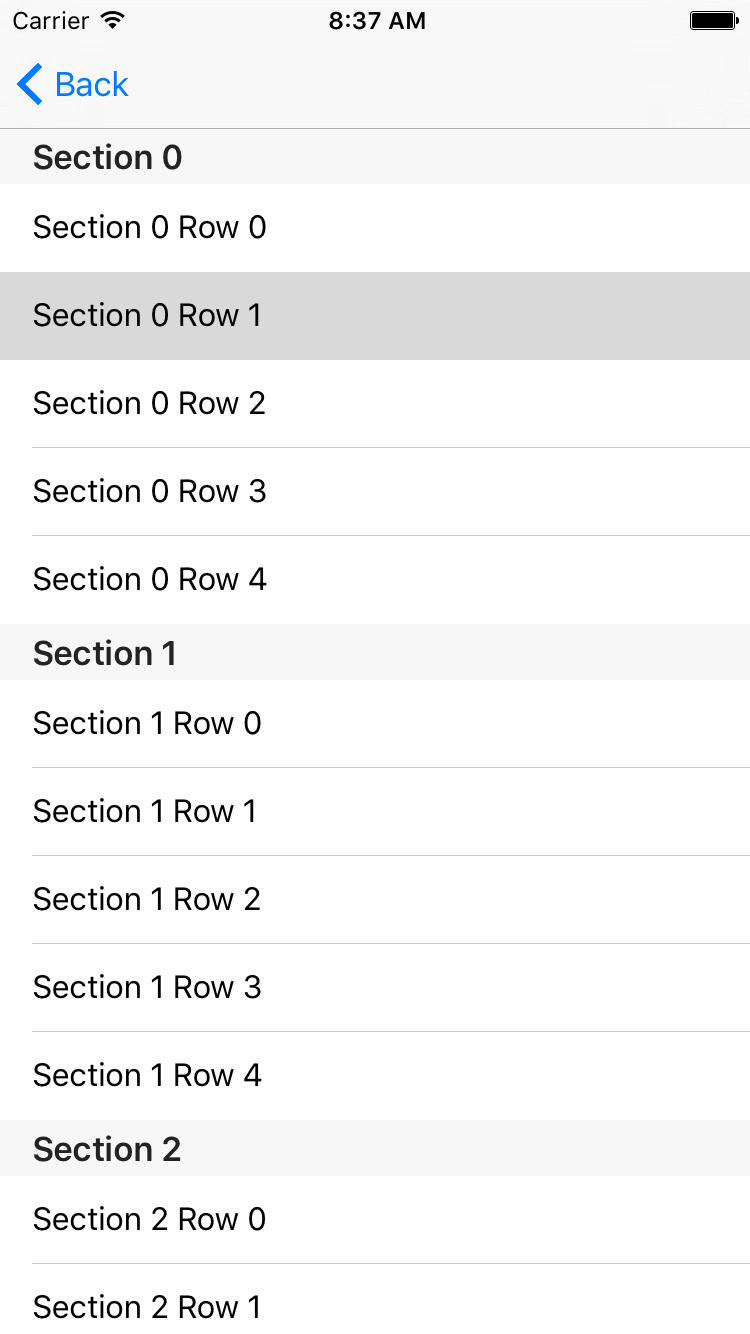 Carrier 8:37 AM
Back
Section 0
Section 0 Row 0
Section 0 Row 1
Section 0 Row 2
Section 0 Row 3
Section 0 Row 4
Section 1
Section 1 Row 0
Section 1 Row 1
Section 1 Row 2
Section 1 Row 3
Section 1 Row 4
Section 2
Section 2 Row 0
Section 2 Row 1